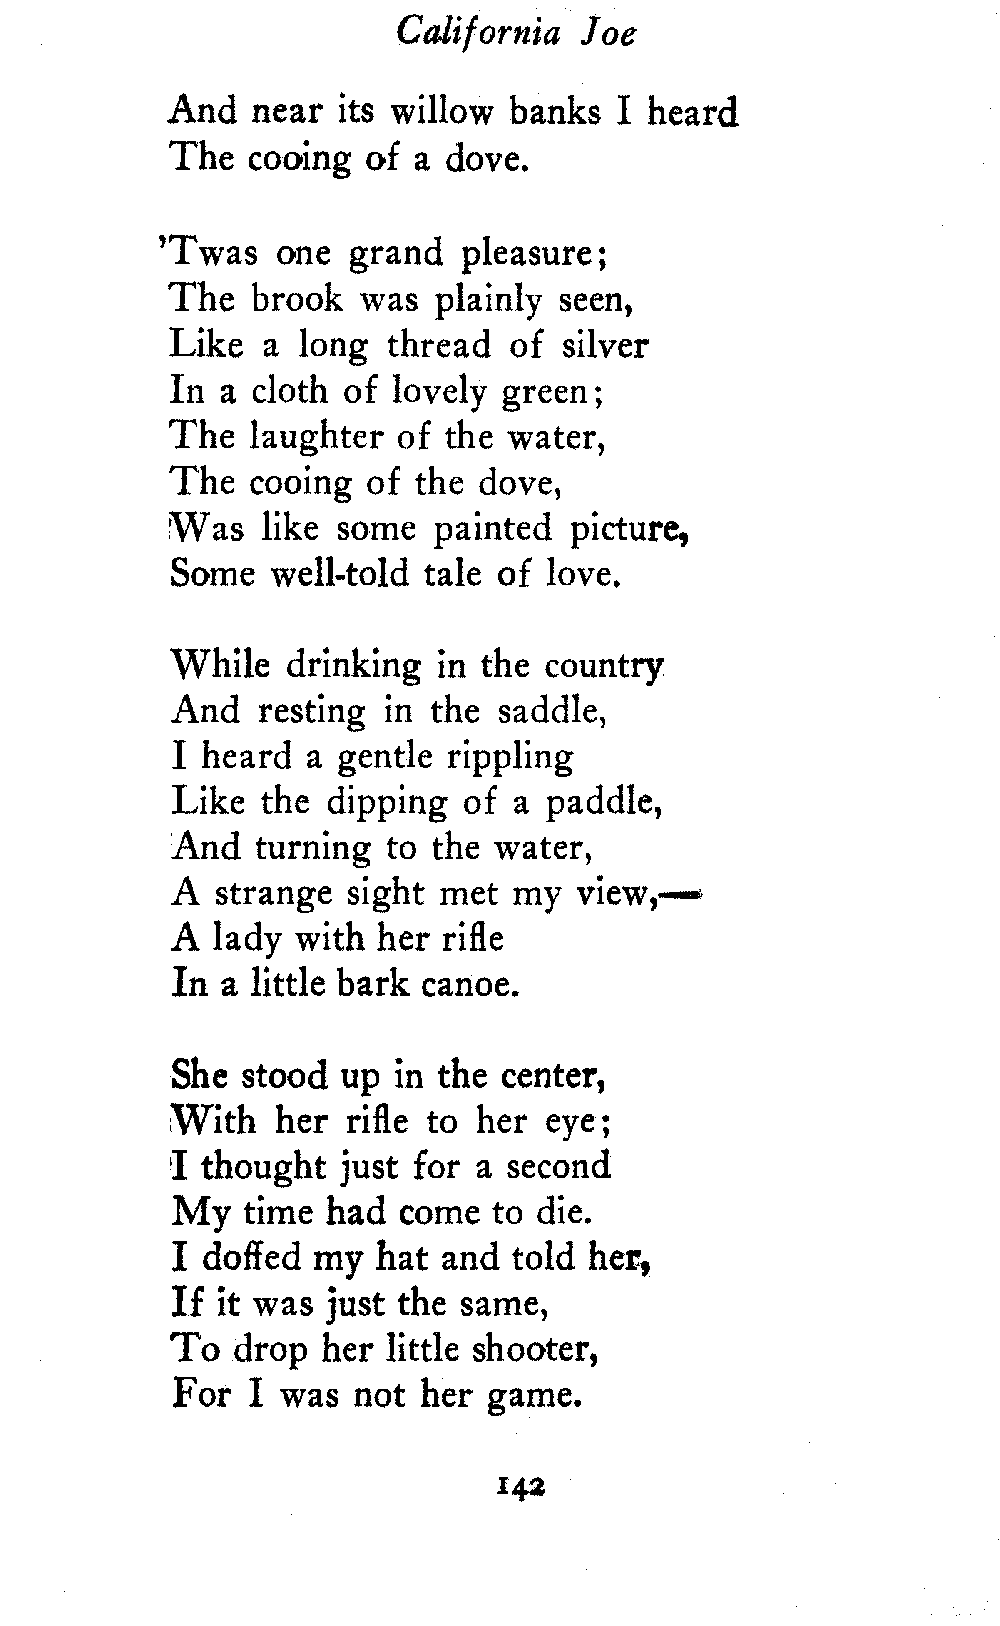 California Joe
And near its willow banks I heard
The cooing of a dove.
'Twas one grand pleasure;
The brook was plainly seen,
Like a long thread of silver
In a cloth of lovely green;
The laughter of the water,
The cooing of the dove,
Was like some painted picture,
Some well-told tale of love.
While drinking in the country
And resting in the saddle,
I heard a gentle rippling
Like the dipping of a paddle,
And turning to the water,
A strange sight met my view,—
A lady with her rifle
In a little bark canoe.
She stood up in the center,
With her rifle to her eye;
I thought just for a second
My time had come to die.
I doffed my hat and told her,
If it was just the same,
To drop her little shooter,
For I was not her game.
142